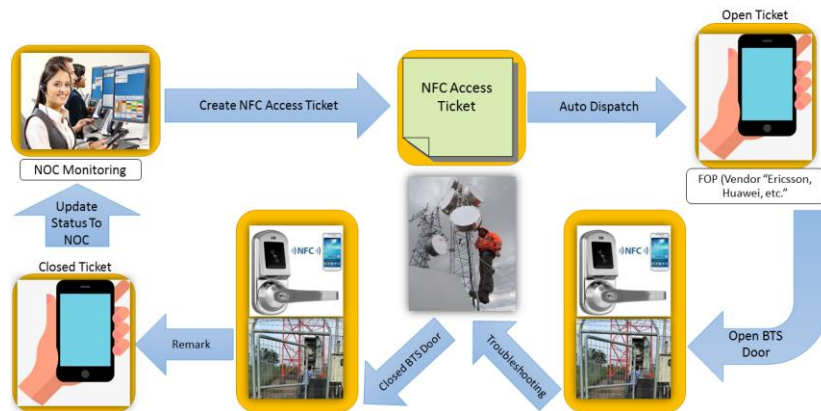 Open Ticket
Create NFC Access Ticket
NFC Access
Ticket
Auto Dispatch
NOC Monitoring
FOP (Vendor “Ericsson,
Huawei, etc.”
Update
Status To
NOC
NFC
NFC
Closed Ticket
Remark
Closed BTS Door
Troubleshooting
Open BTS
Door